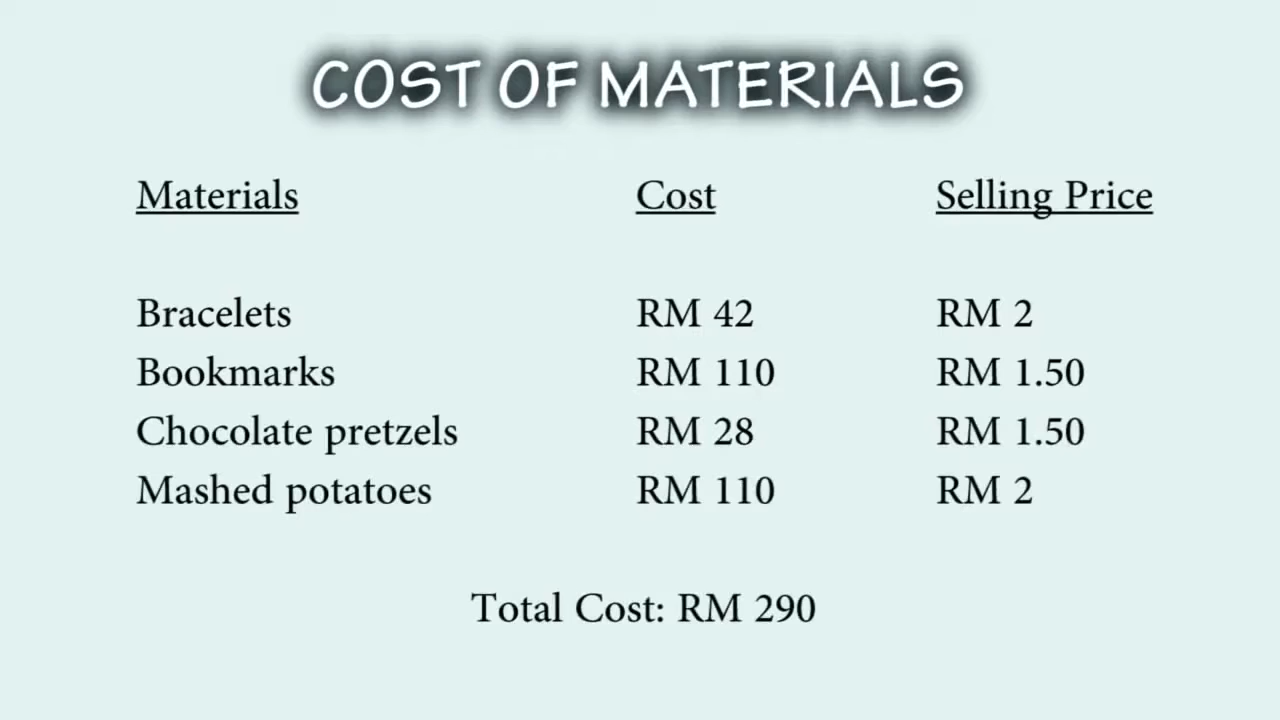 COST OF MATERIALS
Materials Cost Selling Price
Bracelets RM 42 RM 2
Bookmarks RM 110 RM 1.50
Chocolate pretzels RM 28 RM 1.50
Mashed potatoes RM 110 RM 2
Total Cost: RM 290